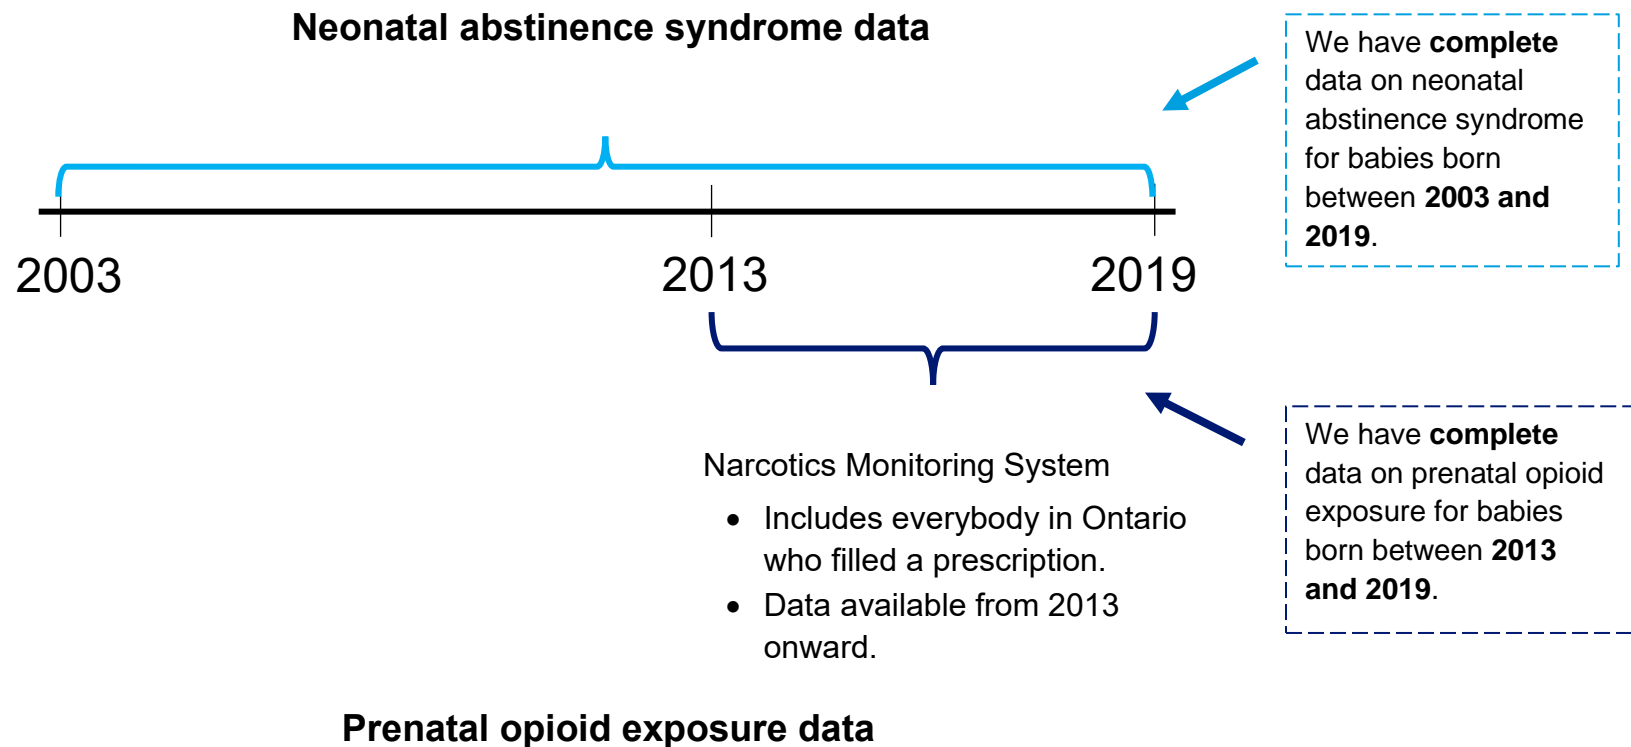 Neonatal abstinence syndrome data
We have complete
data on neonatal
abstinence syndrome
for babies born
between 2003 and
2019.
2003
2013
2019
Narcotics Monitoring System
• Includes everybody in Ontario
who filled a prescription.
• Data available from 2013
onward.
We have complete
data on prenatal opioid
exposure for babies
born between 2013
and 2019.
Prenatal opioid exposure data